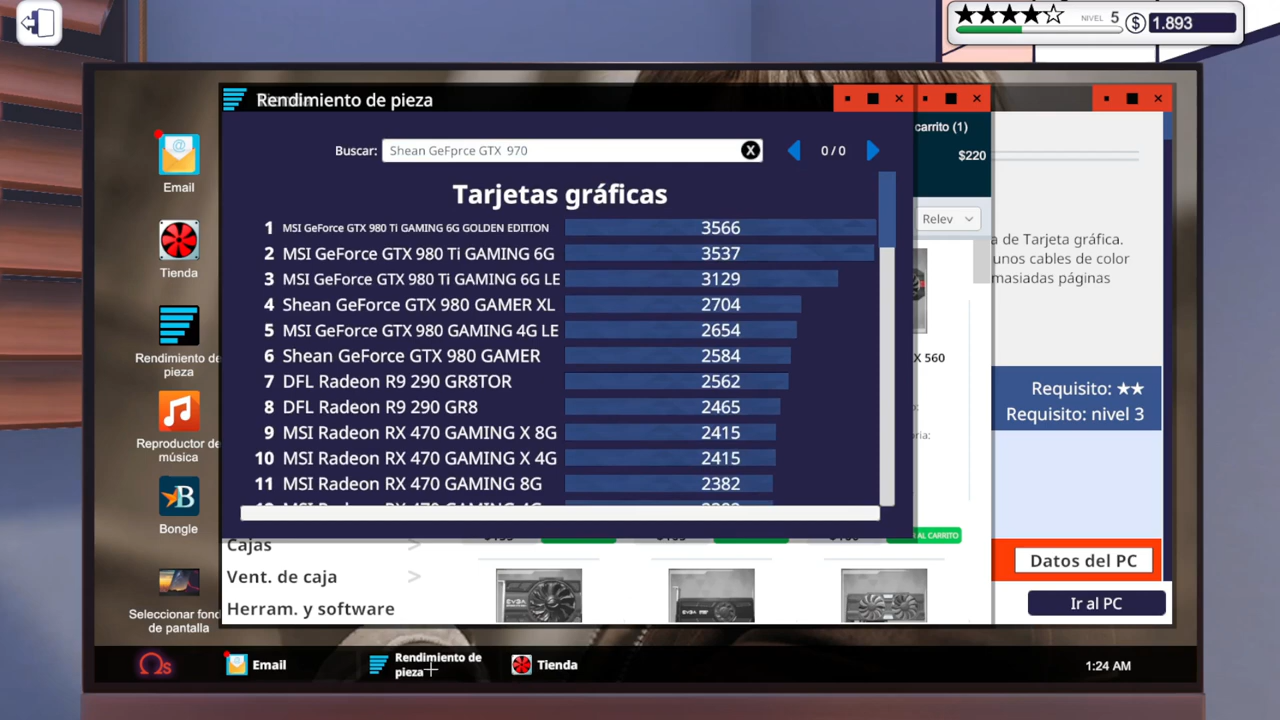 NIVEL 5
$ 1.893
Rendimiento de pieza
Buscar: Shean GeFprce GTX 970 X 0/0
Tarjetas gráficas
1 MSI GeForce GTX 980 Ti GAMING 6G GOLDEN EDITION 3566
2 MSI GeForce GTX 980 Ti GAMING 6G 3537
3 MSI GeForce GTX 980 Ti GAMING 6G LE 3129
4 Shean GeForce GTX 980 GAMER XL 2704
5 MSI GeForce GTX 980 GAMING 4G LE 2654
6 Shean GeForce GTX 980 GAMER 2584
7 DFL Radeon R9 290 GR8TOR 2562
8 DFL Radeon R9 290 GR8 2465
9 MSI Radeon RX 470 GAMING X 8G 2415
10 MSI Radeon RX 470 GAMING X 4G 2415
11 MSI Radeon RX 470 GAMING 8G 2382
carrito (1)
$220
Relev
X 560
ria:
AL CARRITO
a de Tarjeta gráfica.
unos cables de color
masiadas páginas
Requisito: ★★
Requisito: nivel 3
Datos del PC
Ir al PC
Cajas >
Vent. de caja >
Herram. y software
EVGA
Email
Tienda
Rendimiento de
pieza
Reproductor de
música
B
Bongle
Seleccionar fond
de pantalla
Ωs
Email
Rendimiento de
pieza
Tienda
1:24 AM